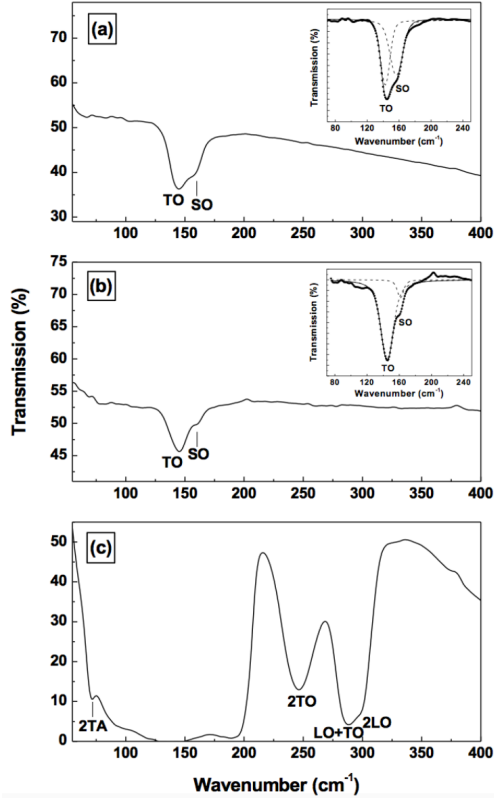 (a)
Transmission (%)
TO
SO
80 120 160 200 240
Wavenumber (cm-1)
70
60
50
40
30
TO SO
100 150 200 250 300 350 400
(b)
Transmission (%)
TO
SO
80 120 160 200 240
Wavenumber (cm-1)
75
70
65
60
55
50
45
TO SO
100 150 200 250 300 350 400
Transmission (%)
(c)
50
40
30
20
10
0
2TA
2TO
LO+TO
2LO
100 150 200 250 300 350 400
Wavenumber (cm-1)